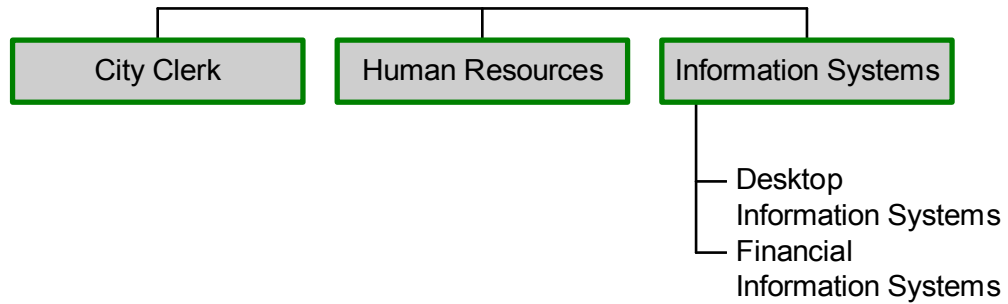 City Clerk
Human Resources
Information Systems
Desktop
Information Systems
Financial
Information Systems